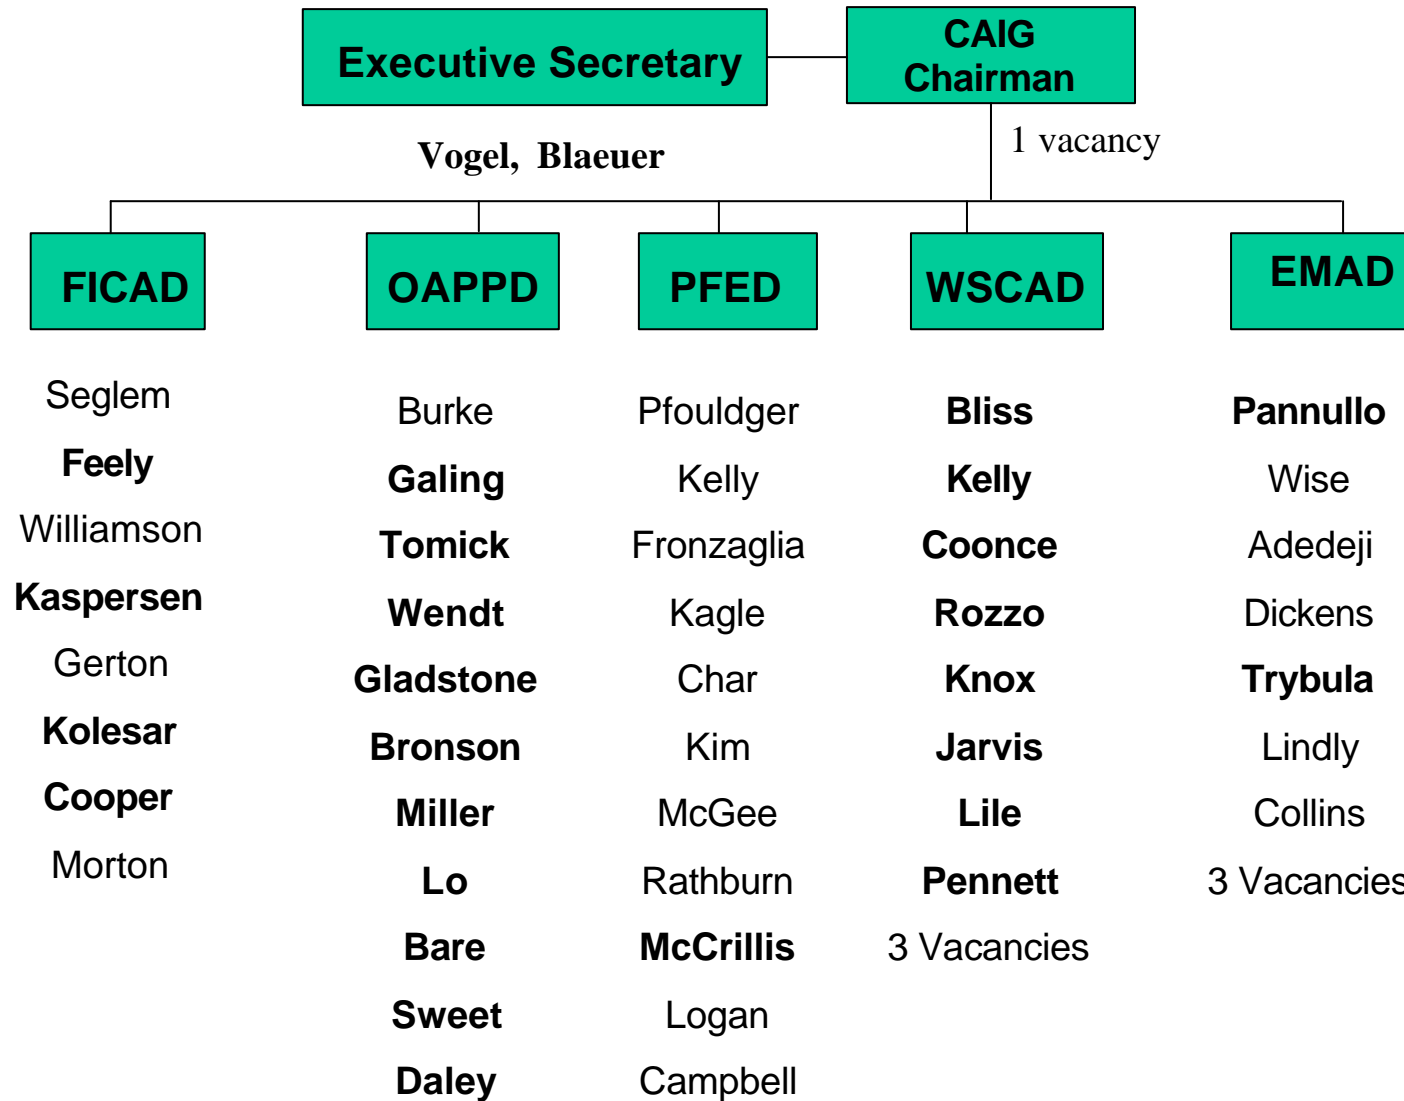 Executive Secretary
CAIG
Chairman
Vogel, Blaeuer
1 vacancy
FICAD
Seglem
Feely
Williamson
Kaspersen
Gerton
Kolesar
Cooper
Morton
OAPPD
Burke
Galing
Tomick
Wendt
Gladstone
Bronson
Miller
Lo
Bare
Sweet
Daley
PFED
Pfouldger
Kelly
Fronzaglia
Kagle
Char
Kim
McGee
Rathburn
McCrillis
Logan
Campbell
WSCAD
Bliss
Kelly
Coonce
Rozzo
Knox
Jarvis
Lile
Pennett
3 Vacancies
EMAD
Pannullo
Wise
Adedeji
Dickens
Trybula
Lindly
Collins
3 Vacancies